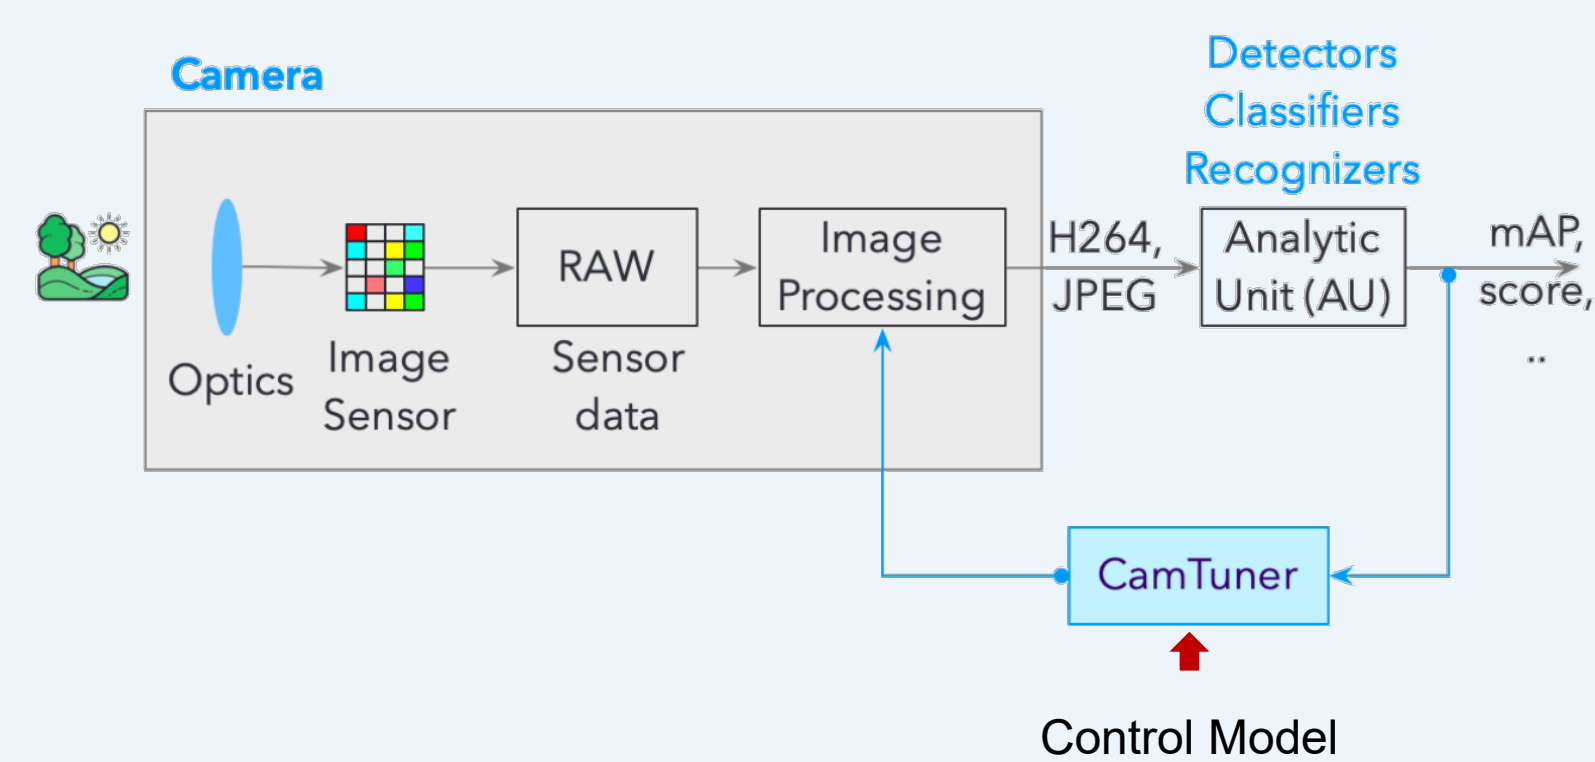 Camera
Detectors
Classifiers
Recognizers
Optics
Image
Sensor
RAW
Sensor
data
Image
Processing
H264,
JPEG
Analytic
Unit (AU)
mAP,
score,
..
CamTuner
Control Model